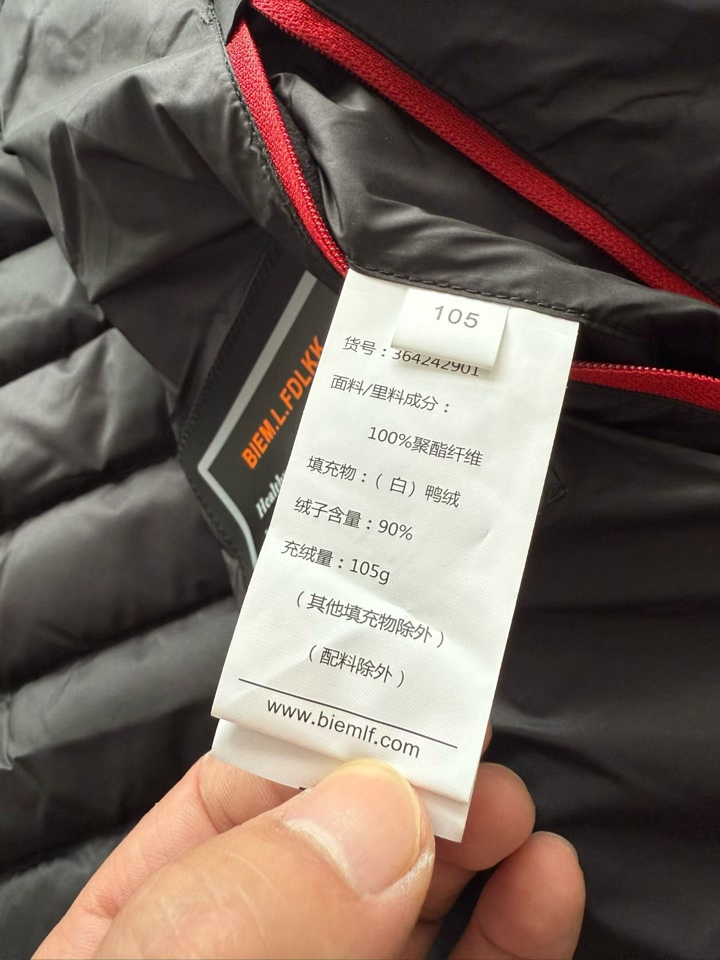 105
货号：364242901
面料/里料成分：
100%聚酯纤维
填充物：（白）鸭绒
绒子含量：90%
充绒量：105g
（其他填充物除外）
（配料除外）
www.biemlf.com
BIEM.L.FDLKK